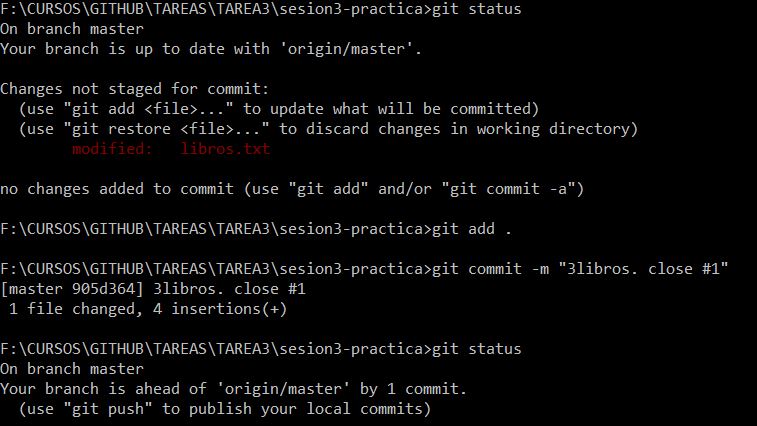 F:\CURSOS\GITHUB\TAREAS\TAREA3\sesion3-practica>git status
On branch master
Your branch is up to date with 'origin/master'.
Changes not staged for commit:
  (use "git add <file>..." to update what will be committed)
  (use "git restore <file>..." to discard changes in working directory)
        modified:   libros.txt
no changes added to commit (use "git add" and/or "git commit -a")
F:\CURSOS\GITHUB\TAREAS\TAREA3\sesion3-practica>git add .
F:\CURSOS\GITHUB\TAREAS\TAREA3\sesion3-practica>git commit -m "3libros. close #1"
[master 905d364] 3libros. close #1
 1 file changed, 4 insertions(+)
F:\CURSOS\GITHUB\TAREAS\TAREA3\sesion3-practica>git status
On branch master
Your branch is ahead of 'origin/master' by 1 commit.
  (use "git push" to publish your local commits)